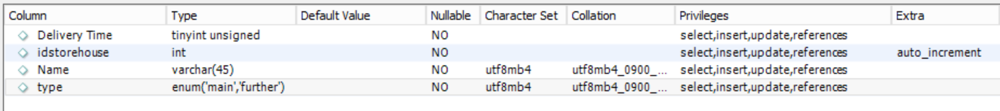 Column Type Default Value Nullable Character Set Collation Privileges Extra
Delivery Time tinyint unsigned NO select,insert,update,references
idstorehouse int NO select,insert,update,references auto_increment
Name varchar(45) NO utf8mb4 utf8mb4_0900_... select,insert,update,references
type enum('main','further') NO utf8mb4 utf8mb4_0900_... select,insert,update,references